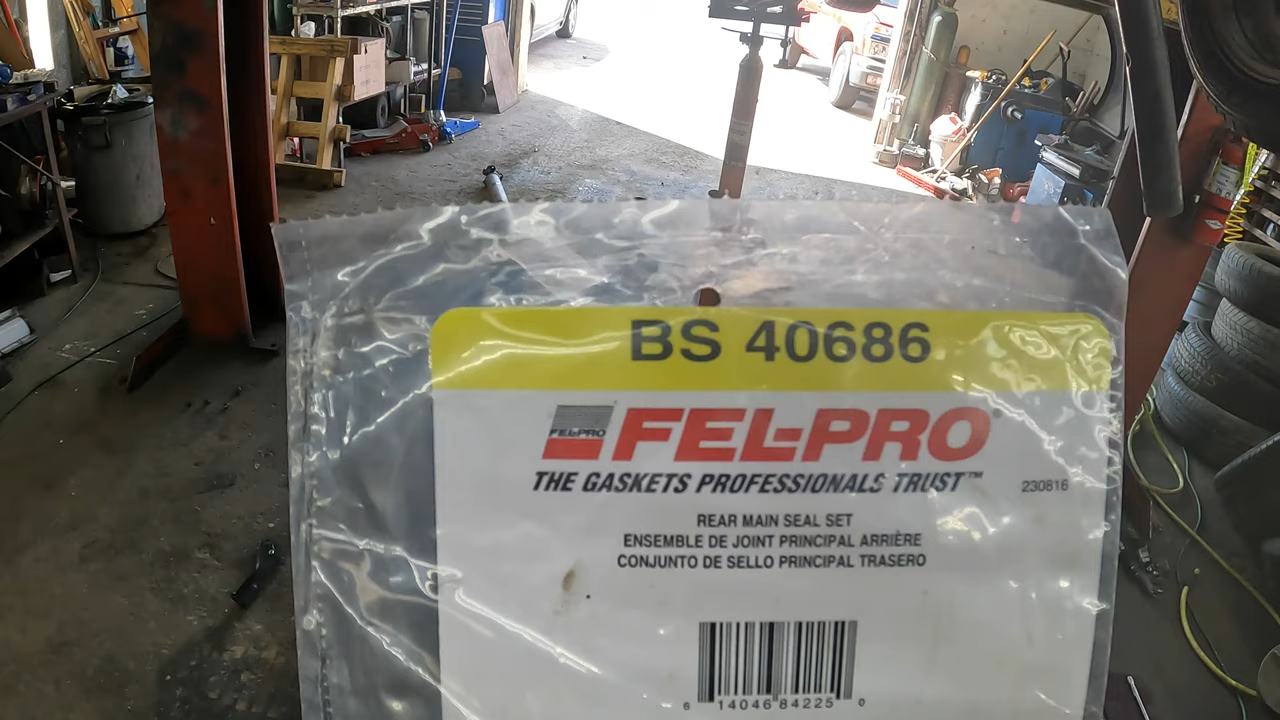 BS 40686
FEL-PRO
FEL-PRO®
THE GASKETS PROFESSIONALS TRUST™
230816
REAR MAIN SEAL SET
ENSEMBLE DE JOINT PRINCIPAL ARRIÈRE
CONJUNTO DE SELLO PRINCIPAL TRASERO
6 14046 84225 0